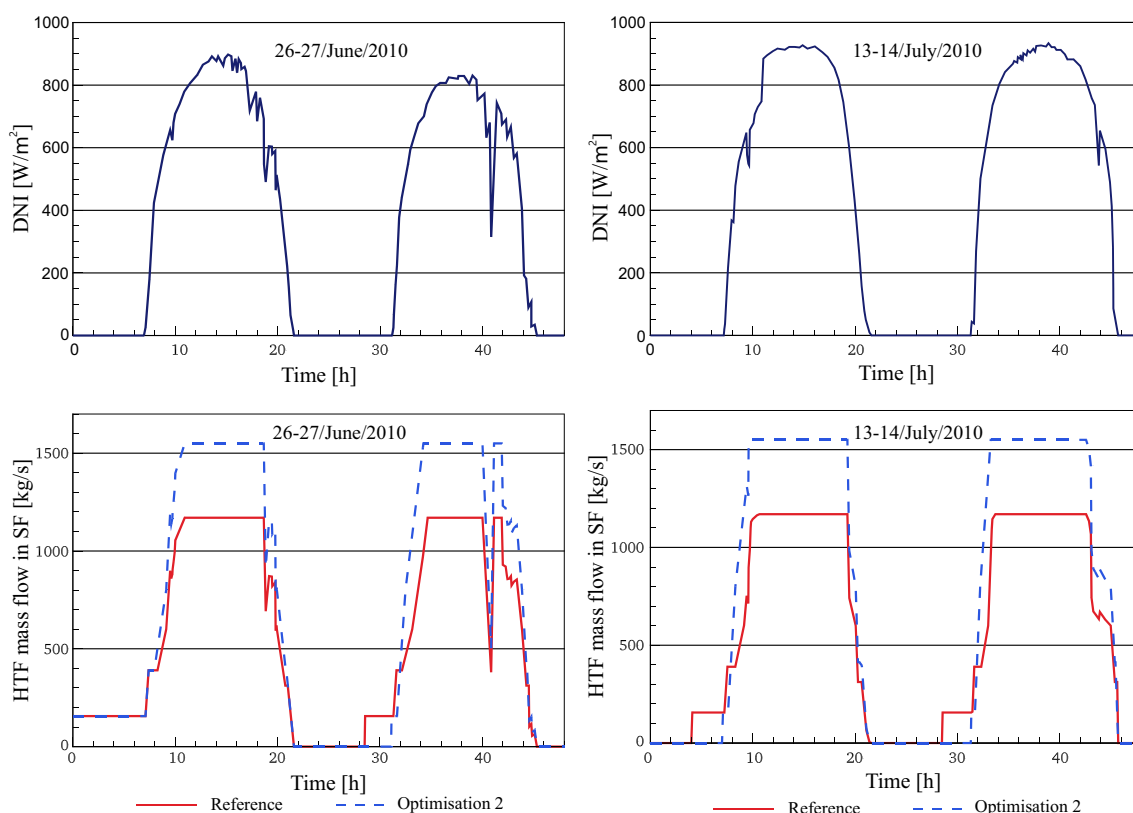 1000
800
600
400
200
0
DNI [W/m²]
26-27/June/2010
0
10
20
30
40
Time [h]
1000
800
600
400
200
0
DNI [W/m²]
13-14/July/2010
0
10
20
30
40
Time [h]
1500
1000
500
0
HTF mass flow in SF [kg/s]
26-27/June/2010
0
10
20
30
40
Time [h]
Reference
Optimisation 2
1500
1000
500
0
HTF mass flow in SF [kg/s]
13-14/July/2010
0
10
20
30
40
Time [h]
Reference
Optimisation 2